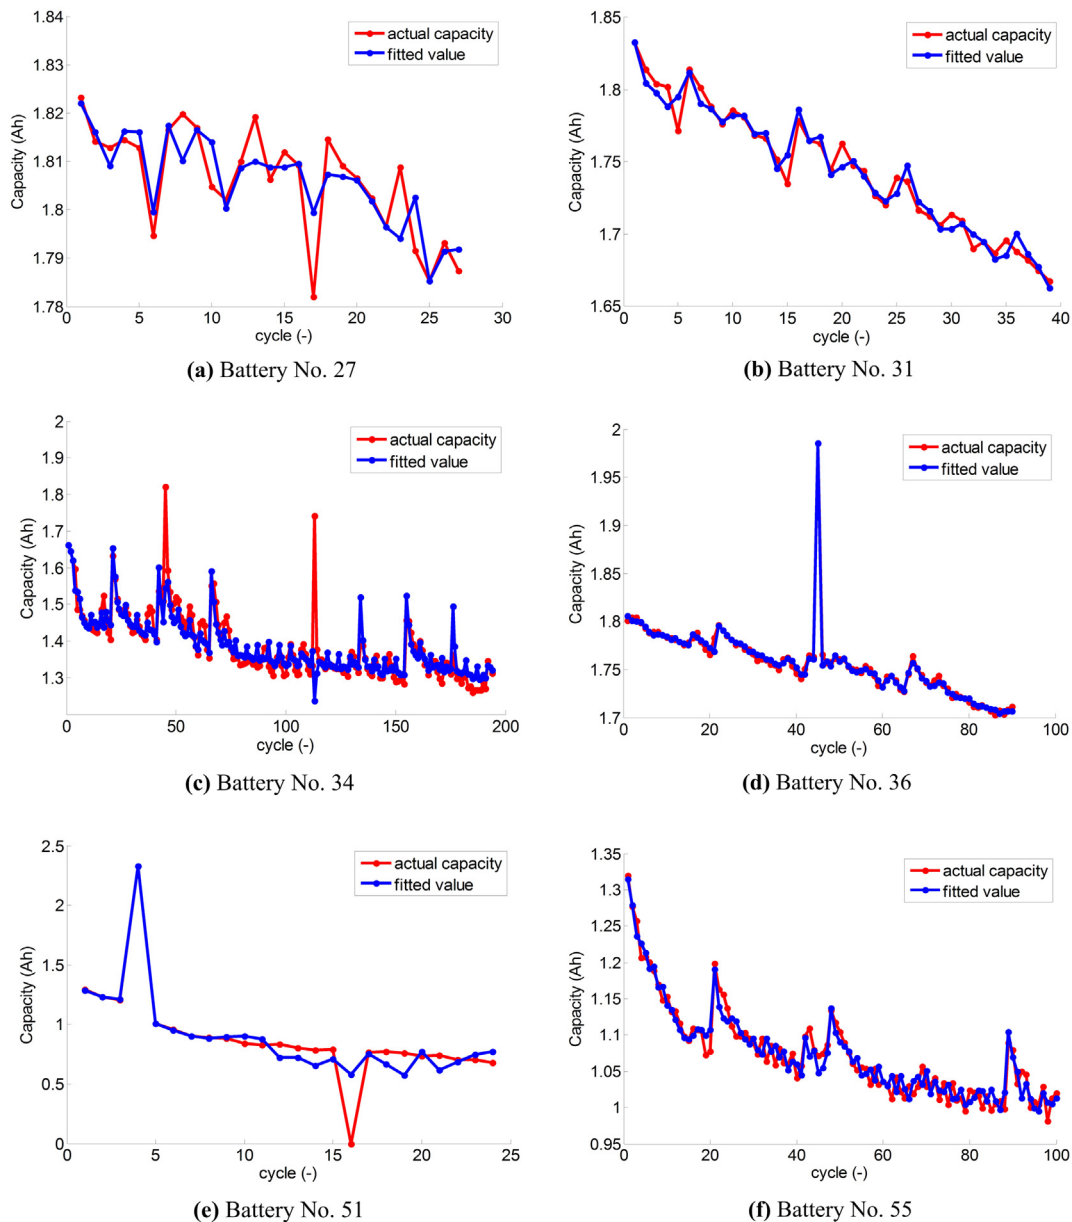 1.84
1.83
1.82
1.81
1.8
1.79
1.78
Capacity (Ah)
actual capacity
fitted value
0 5 10 15 20 25 30
cycle (-)
(a) Battery No. 27
1.85
1.8
1.75
1.7
1.65
Capacity (Ah)
actual capacity
fitted value
0 5 10 15 20 25 30 35 40
cycle (-)
(b) Battery No. 31
2
1.9
1.8
1.7
1.6
1.5
1.4
1.3
Capacity (Ah)
actual capacity
fitted value
0 50 100 150 200
cycle (-)
(c) Battery No. 34
2
1.95
1.9
1.85
1.8
1.75
1.7
Capacity (Ah)
actual capacity
fitted value
0 20 40 60 80 100
cycle (-)
(d) Battery No. 36
2.5
2
1.5
1
0.5
0
Capacity (Ah)
actual capacity
fitted value
0 5 10 15 20 25
cycle (-)
(e) Battery No. 51
1.35
1.3
1.25
1.2
1.15
1.1
1.05
1
0.95
Capacity (Ah)
actual capacity
fitted value
0 20 40 60 80 100
cycle (-)
(f) Battery No. 55